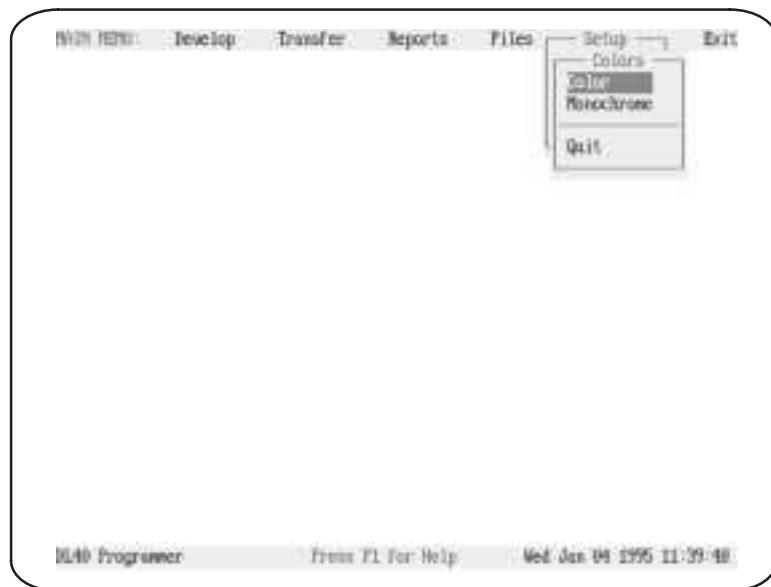 MAIN MENU: Develop Transfer Reports Files Setup Exit
Colors
Color
Monochrome
Quit
DL40 Programmer Press F1 for Help Wed Jan 04 1995 11:39:40